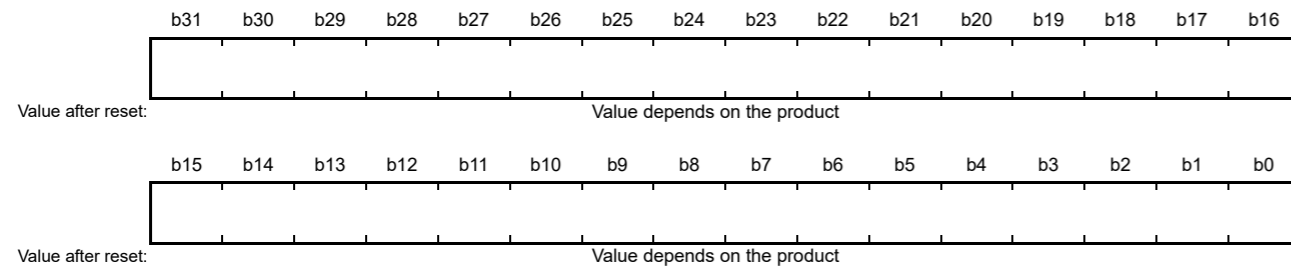 b31 b30 b29 b28 b27 b26 b25 b24 b23 b22 b21 b20 b19 b18 b17 b16
Value after reset: Value depends on the product
b15 b14 b13 b12 b11 b10 b9 b8 b7 b6 b5 b4 b3 b2 b1 b0
Value after reset: Value depends on the product